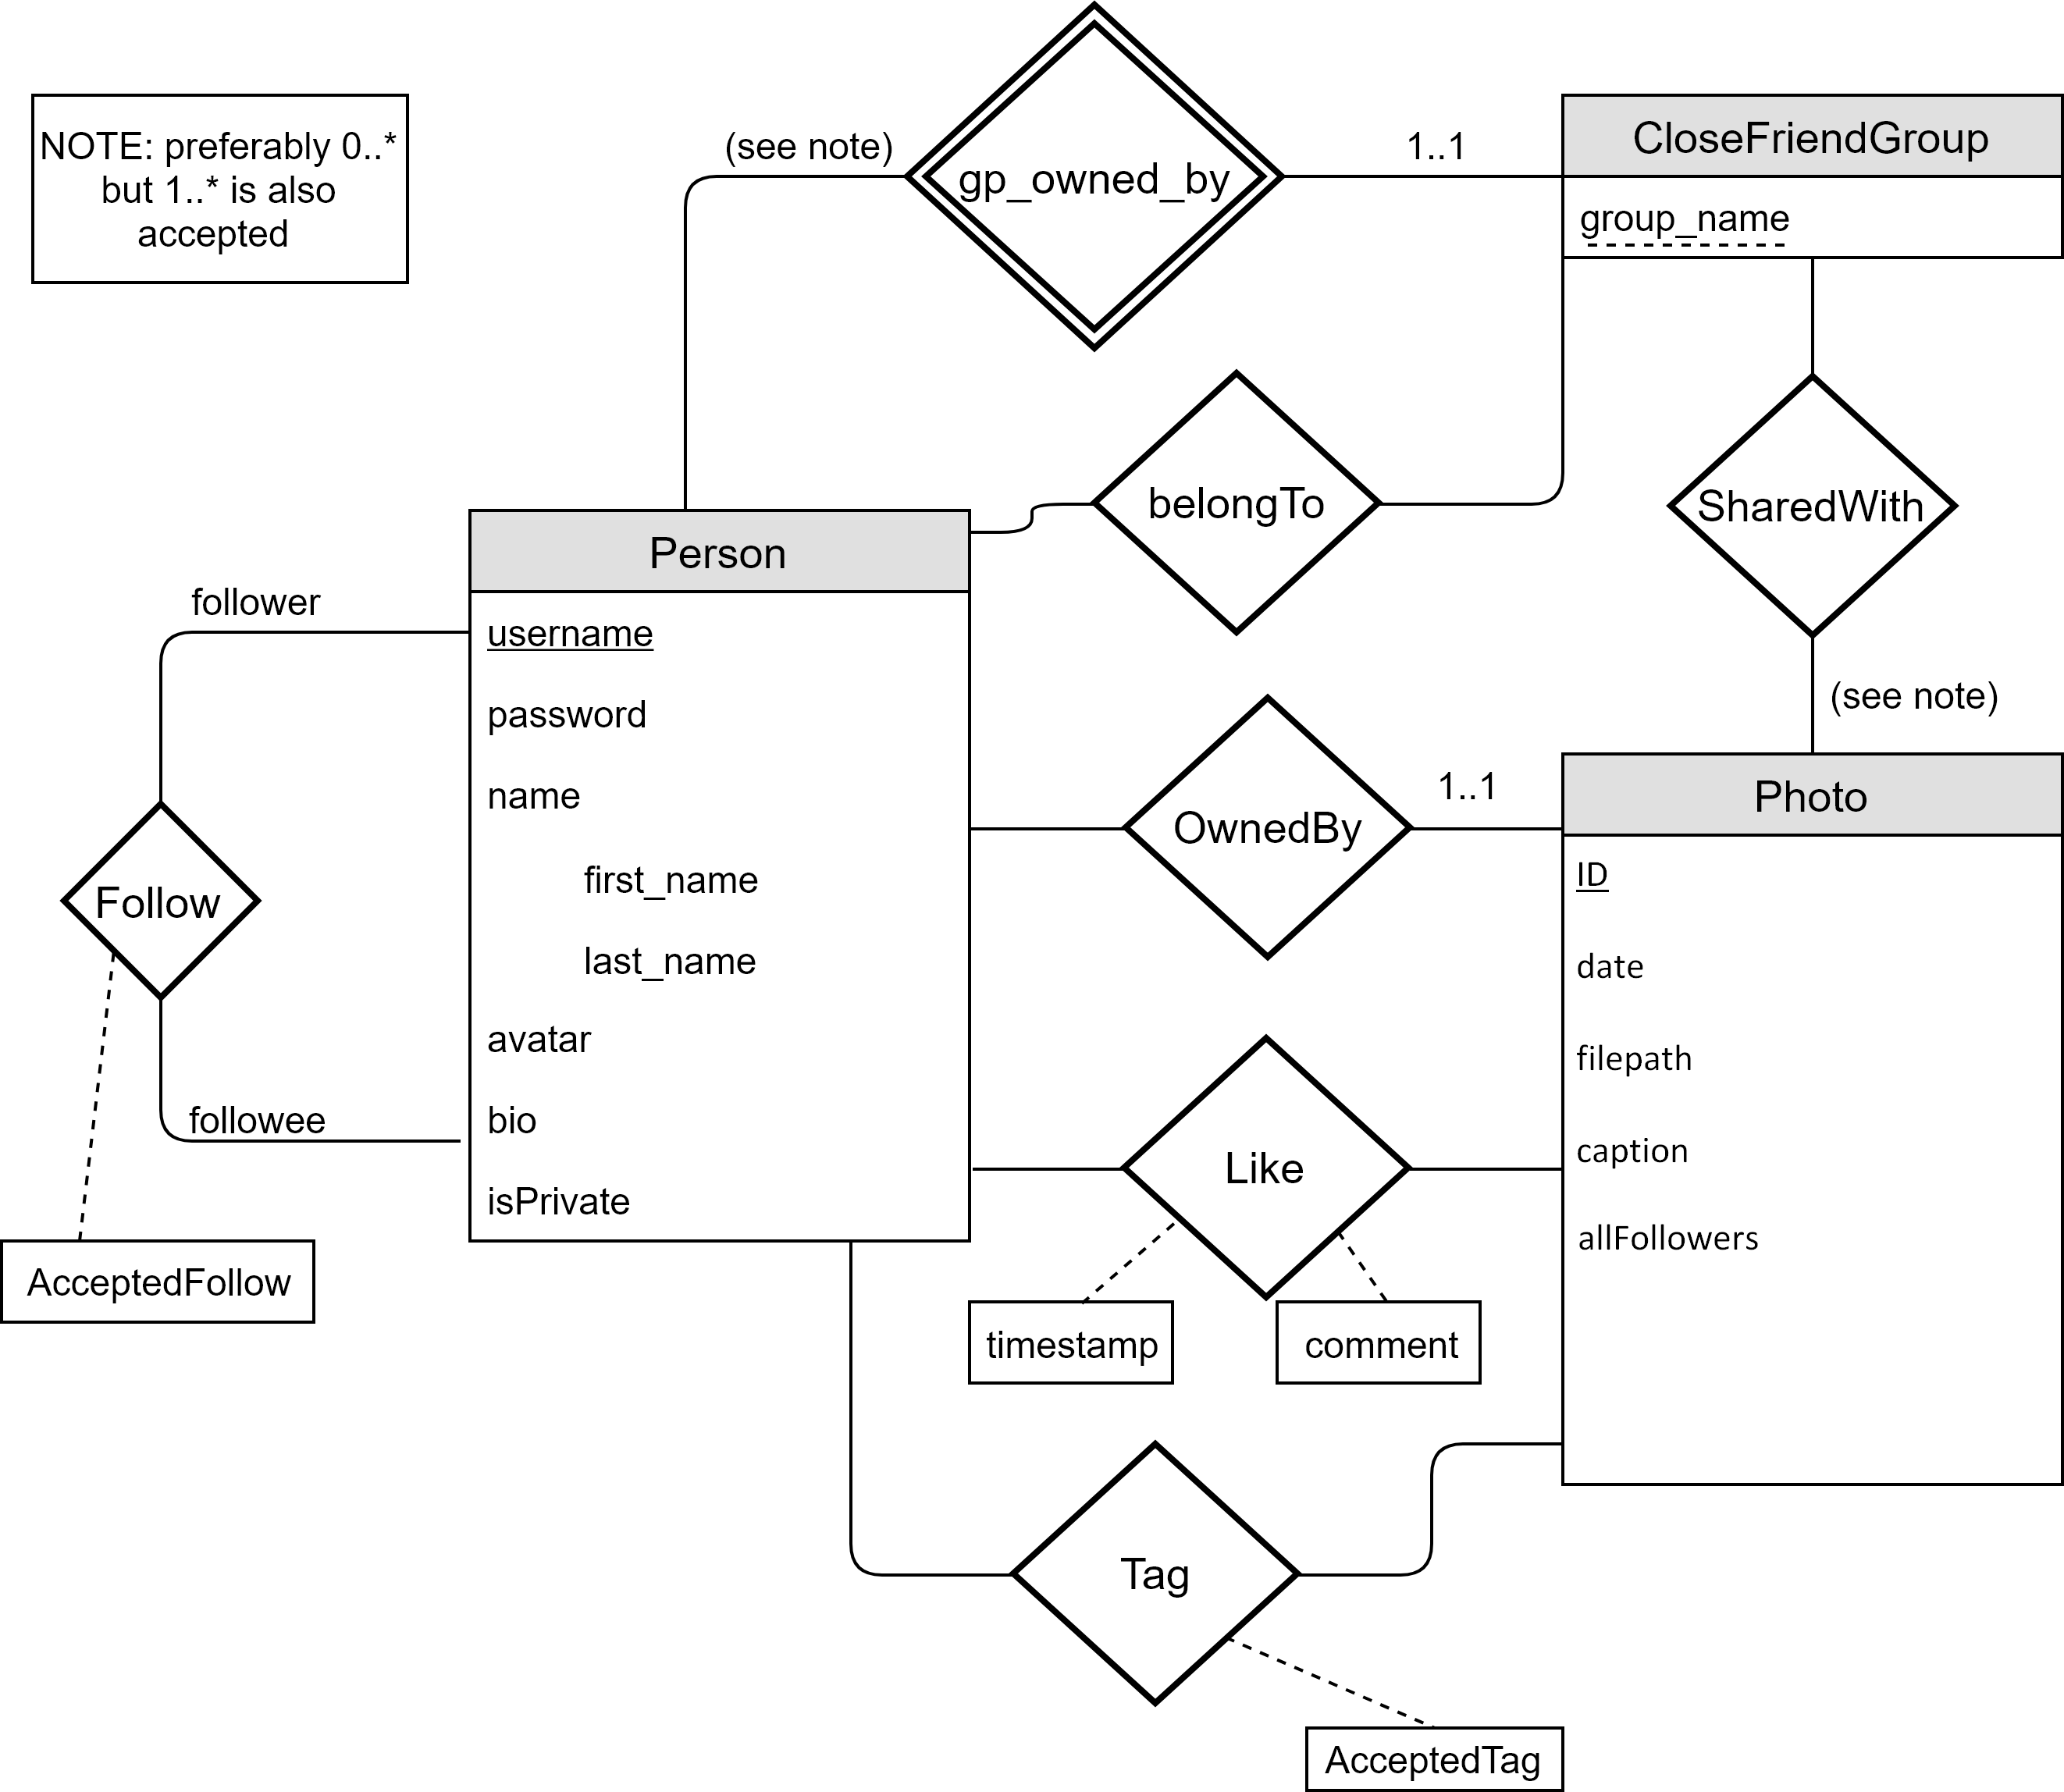 NOTE: preferably 0..*
but 1..* is also
accepted
(see note)
gp_owned_by
1..1
CloseFriendGroup
group_name
belongTo
SharedWith
(see note)
Person
username
password
name
first_name
last_name
avatar
bio
isPrivate
follower
Follow
followee
AcceptedFollow
OwnedBy
1..1
Photo
ID
date
filepath
caption
allFollowers
Like
timestamp
comment
Tag
AcceptedTag